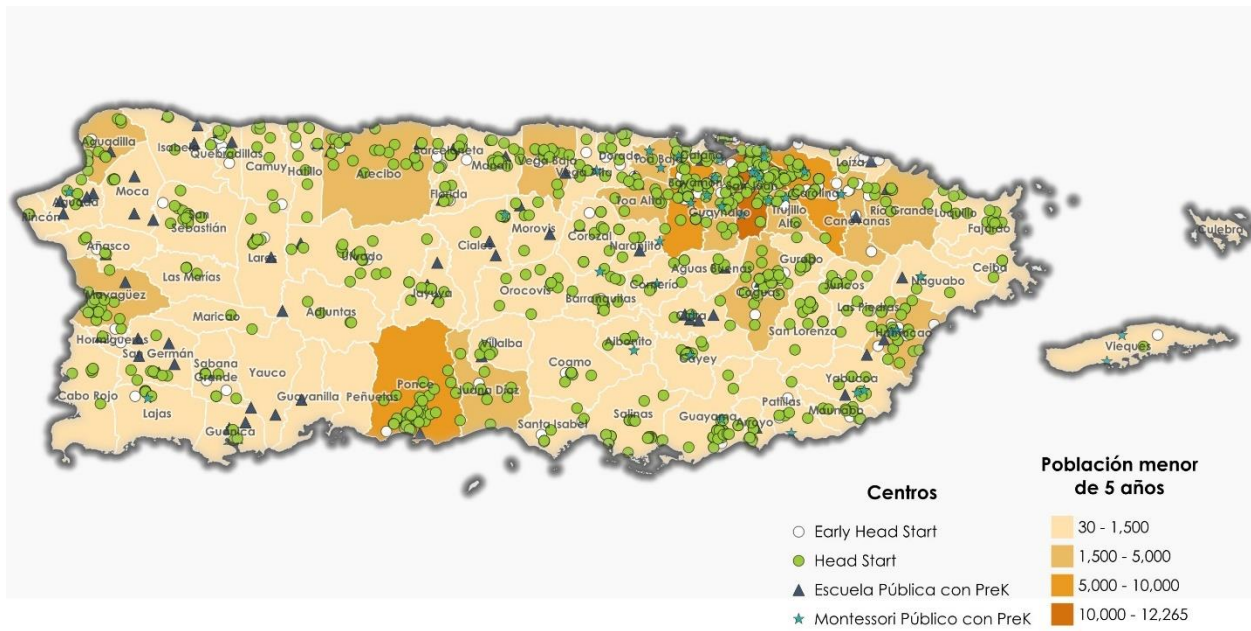 Aguadilla
Isabela
Quebradillas
Camuy
Hatillo
Arecibo
Barceloneta
Manatí
Vega Baja
Vega Alta
Dorado
Toa Baja
Cataño
Loíza
Moca
Aguada
Rincón
San
Sebastián
Florida
Toa Alta
Bayamón
San Juan
Guaynabo
Carolina
Trujillo
Alto
Canóvanas
Río Grande
Luquillo
Fajardo
Culebra
Añasco
Lares
Utuado
Ciales
Morovis
Corozal
Naranjito
Las Marías
Jayuya
Orocovis
Barranquitas
Comerío
Aguas Buenas
Gurabo
Caguas
Juncos
Naguabo
Ceiba
Mayagüez
Maricao
Adjuntas
Las Piedras
San Lorenzo
Humacao
Hormigueros
San Germán
Sabana
Grande
Yauco
Villalba
Coamo
Aibonito
Cidra
Cayey
Vieques
Cabo Rojo
Lajas
Guánica
Guayanilla
Peñuelas
Ponce
Juana Díaz
Santa Isabel
Salinas
Guayama
Arroyo
Patillas
Yabucoa
Maunabo
Centros
Early Head Start
Head Start
Escuela Pública con PreK
Montessori Público con PreK
Población menor
de 5 años
30 - 1,500
1,500 - 5,000
5,000 - 10,000
10,000 - 12,265